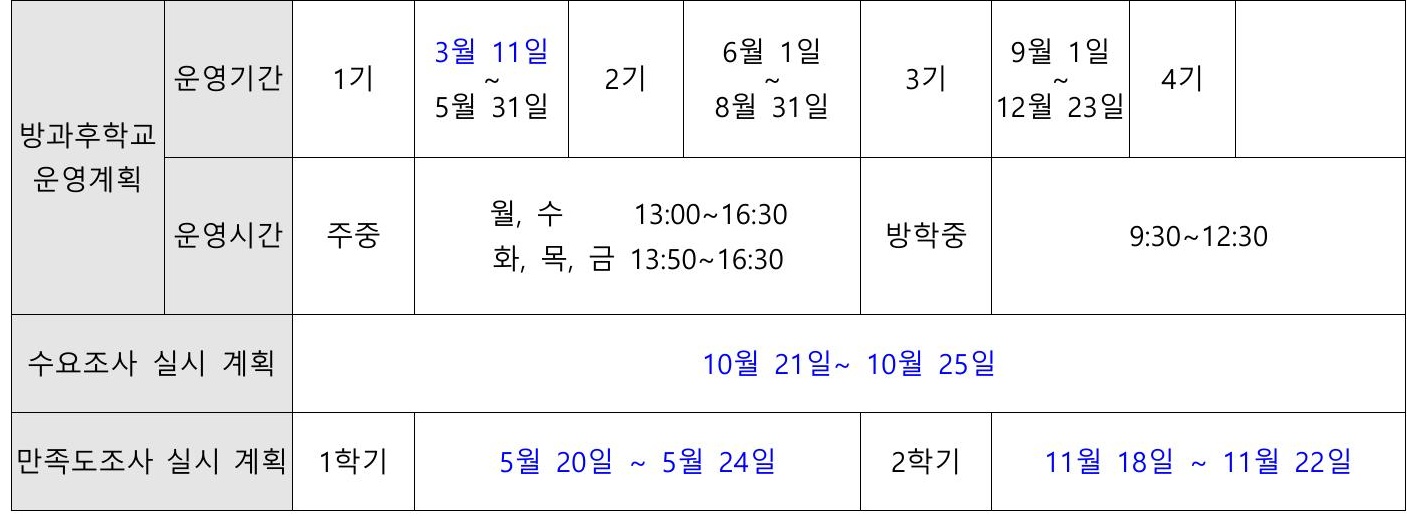 방과후학교
운영계획
운영기간
1기
3월 11일
~
5월 31일
2기
6월 1일
~
8월 31일
3기
9월 1일
~
12월 23일
4기
운영시간
주중
월, 수 13:00~16:30
화, 목, 금 13:50~16:30
방학중
9:30~12:30
수요조사 실시 계획
10월 21일~ 10월 25일
만족도조사 실시 계획
1학기
5월 20일 ~ 5월 24일
2학기
11월 18일 ~ 11월 22일